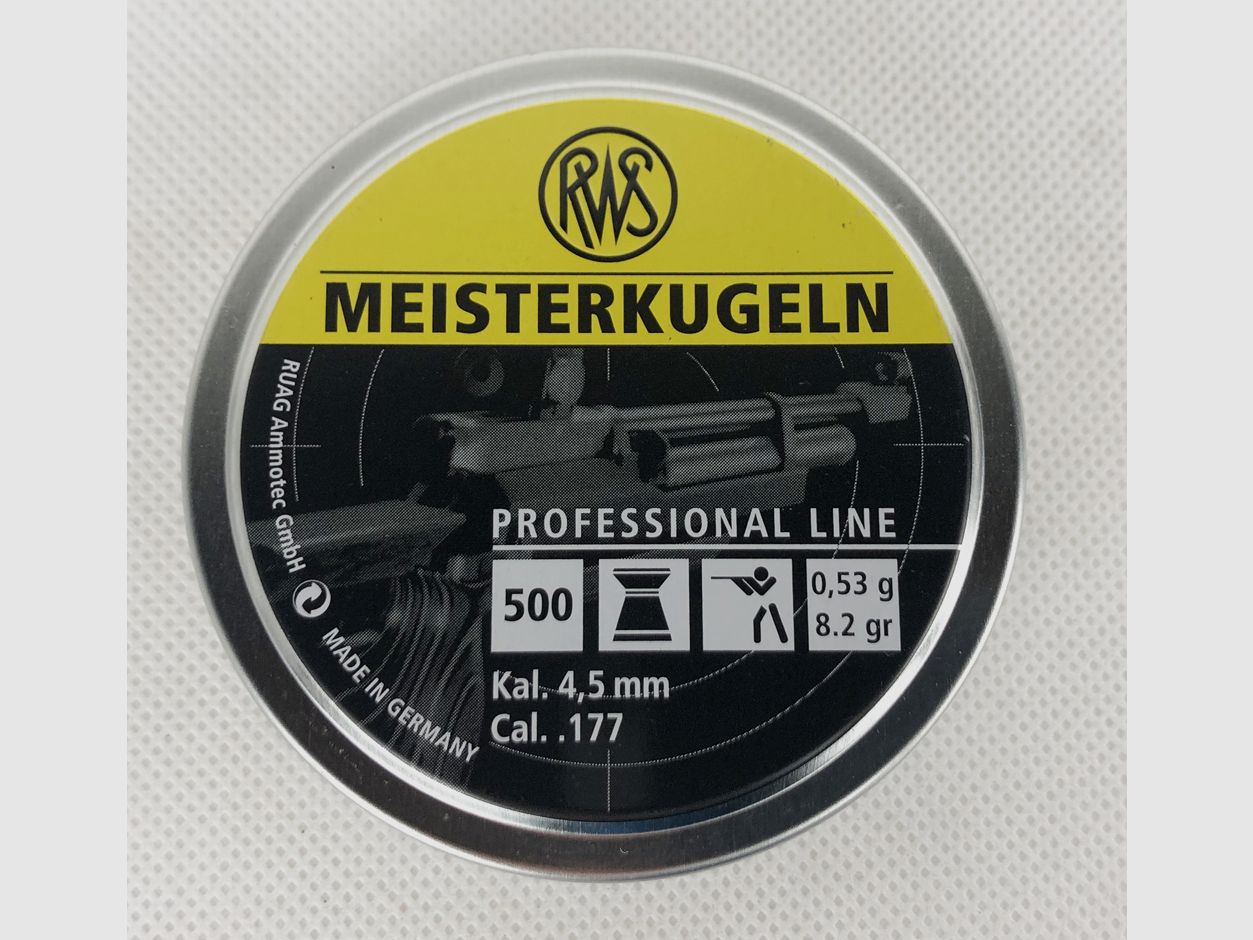 RWS
MEISTERKUGELN
RUAG Ammotec GmbH
MADE IN GERMANY
PROFESSIONAL LINE
500
0,53 g
8.2 gr
Kal. 4,5 mm
Cal. .177